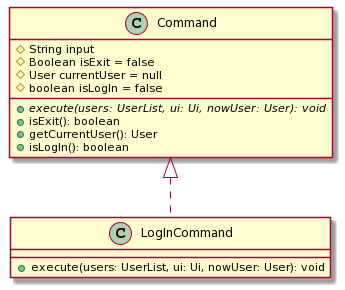 C Command
String input
Boolean isExit = false
User currentUser = null
boolean isLogIn = false
execute(users: UserList, ui: Ui, nowUser: User): void
isExit(): boolean
getCurrentUser(): User
isLogIn(): boolean
C LogInCommand
execute(users: UserList, ui: Ui, nowUser: User): void